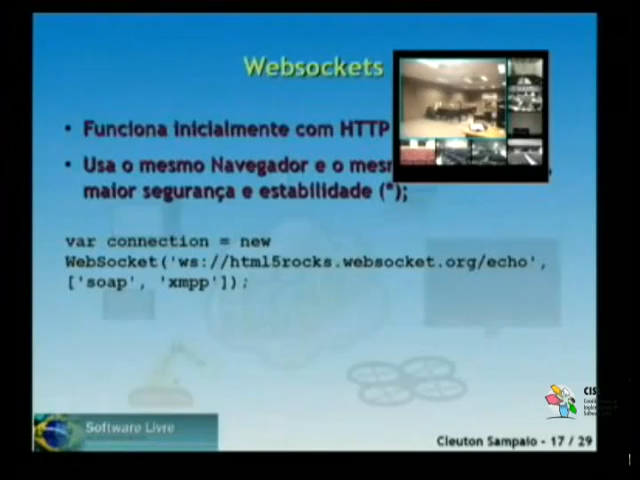 Websockets
• Funciona inicialmente com HTTP
• Usa o mesmo Navegador e o
maior segurança e estabilidade (*);
var connection = new
WebSocket('ws://html5rocks.websocket.org/echo',
['soap', 'xmpp']);
Software Livre
CIS
Cleuton Sampaio - 17 / 29